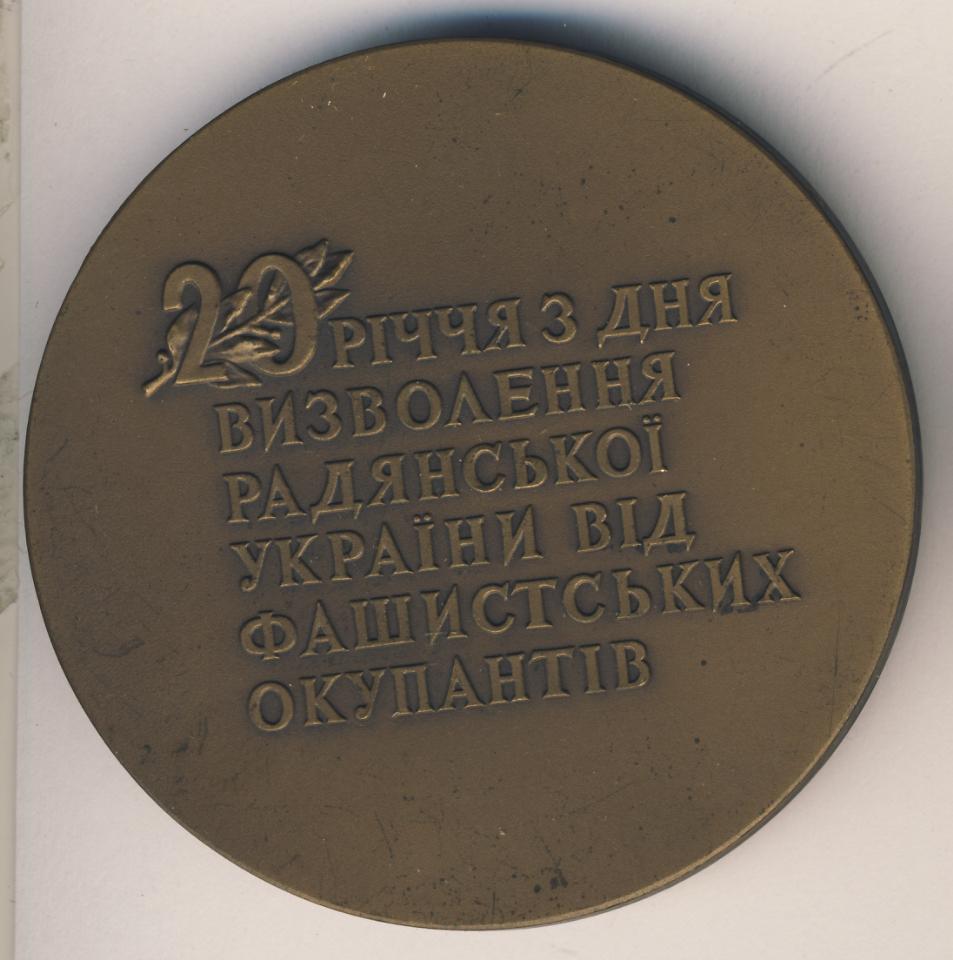 20 РІЧЧЯ З ДНЯ
ВИЗВОЛЕННЯ
РАДЯНСЬКОЇ
УКРАЇНИ ВІД
ФАШИСТСЬКИХ
ОКУПАНТІВ